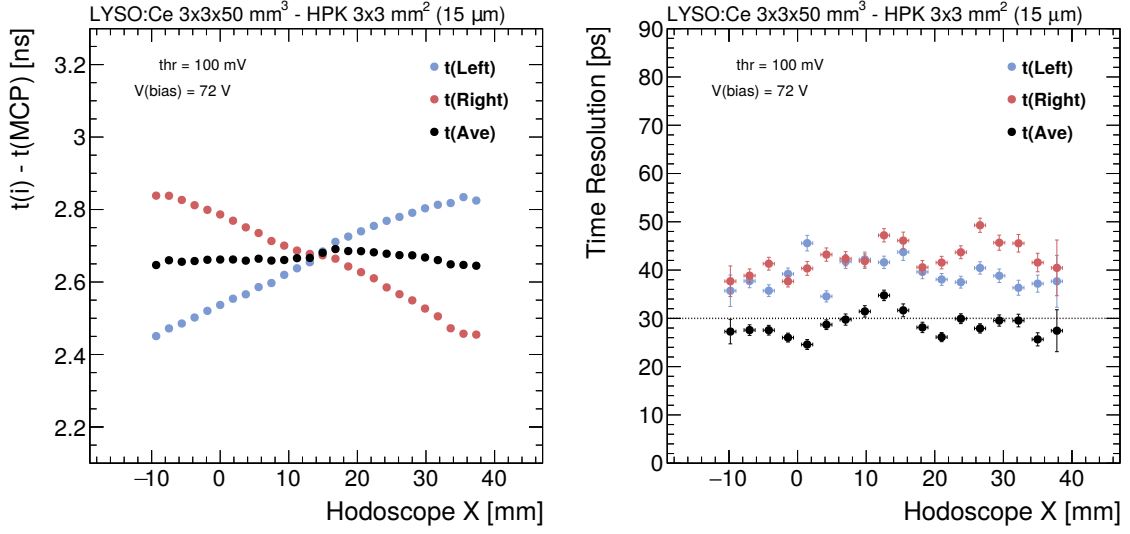 LYSO:Ce 3x3x50 mm³ - HPK 3x3 mm² (15 μm)
t(i) - t(MCP) [ns]
thr = 100 mV
V(bias) = 72 V
t(Left)
t(Right)
t(Ave)
3.2
3
2.8
2.6
2.4
2.2
−10 0 10 20 30 40
Hodoscope X [mm]
LYSO:Ce 3x3x50 mm³ - HPK 3x3 mm² (15 μm)
Time Resolution [ps]
thr = 100 mV
V(bias) = 72 V
t(Left)
t(Right)
t(Ave)
90
80
70
60
50
40
30
20
10
0
−10 0 10 20 30 40
Hodoscope X [mm]